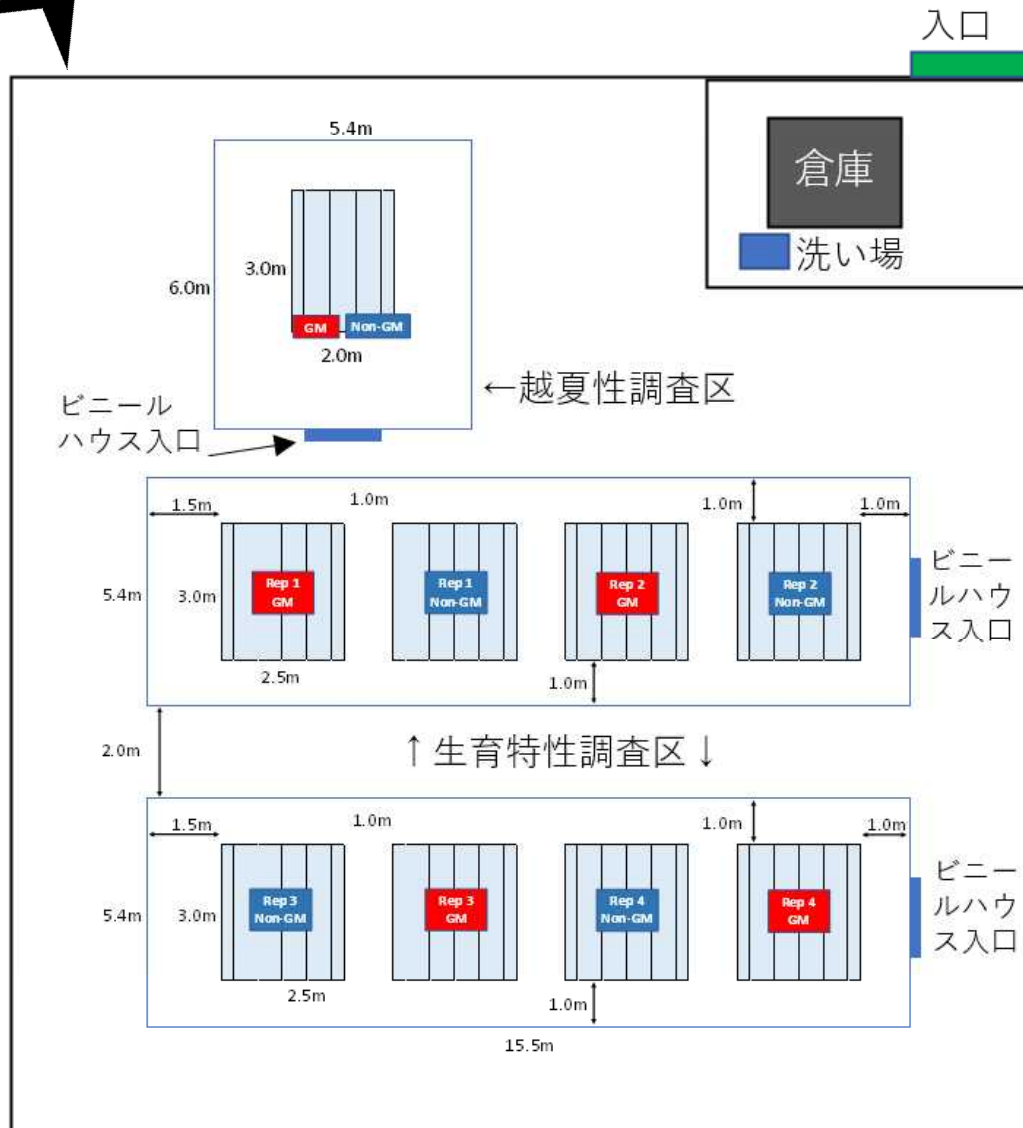 入口
倉庫
洗い場
5.4m
6.0m
3.0m
GM
Non-GM
2.0m
←越夏性調査区
ビニール
ハウス入口
1.5m
1.0m
1.0m
1.0m
5.4m
3.0m
Rep 1
GM
Rep 1
Non-GM
Rep 2
GM
Rep 2
Non-GM
ビニー
ルハウ
ス入口
2.5m
1.0m
2.0m
↑生育特性調査区↓
1.5m
1.0m
1.0m
1.0m
5.4m
3.0m
Rep 3
Non-GM
Rep 3
GM
Rep 4
Non-GM
Rep 4
GM
ビニー
ルハウ
ス入口
2.5m
1.0m
15.5m